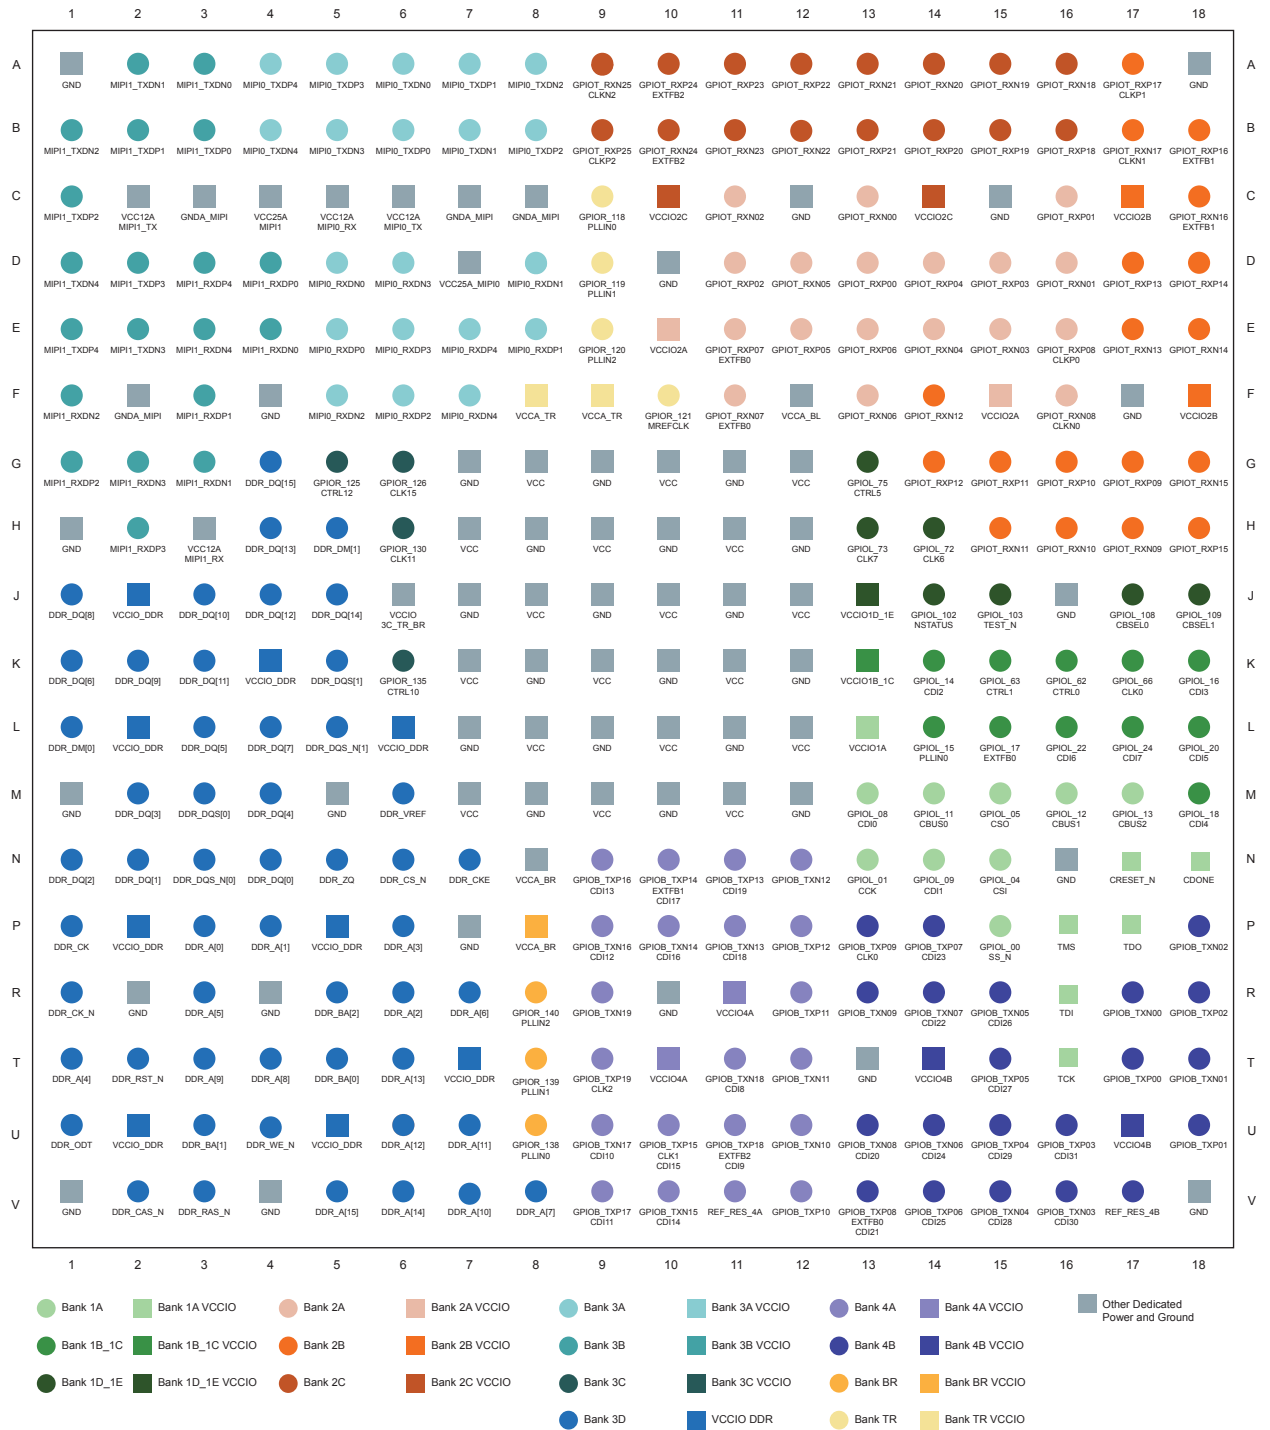 1 2 3 4 5 6 7 8 9 10 11 12 13 14 15 16 17 18
A A
GND MIPI1_TXDN1 MIPI1_TXDN0 MIPI0_TXDP4 MIPI0_TXDP3 MIPI0_TXDN0 MIPI0_TXDP1 MIPI0_TXDN2 GPIOT_RXN25 GPIOT_RXP24 GPIOT_RXP23 GPIOT_RXP22 GPIOT_RXN21 GPIOT_RXN20 GPIOT_RXN19 GPIOT_RXN18 GPIOT_RXP17 GND
CLKN2 EXTFB2 CLKP1
B B
MIPI1_TXDN2 MIPI1_TXDP1 MIPI1_TXDP0 MIPI0_TXDN4 MIPI0_TXDN3 MIPI0_TXDP0 MIPI0_TXDN1 MIPI0_TXDP2 GPIOT_RXP25 GPIOT_RXN24 GPIOT_RXN23 GPIOT_RXN22 GPIOT_RXP21 GPIOT_RXP20 GPIOT_RXP19 GPIOT_RXP18 GPIOT_RXN17 GPIOT_RXP16
CLKP2 EXTFB2 CLKN1 EXTFB1
C C
MIPI1_TXDP2 VCC12A GNDA_MIPI VCC25A VCC12A VCC12A GNDA_MIPI GNDA_MIPI GPIOR_118 VCCIO2C GPIOT_RXN02 GND GPIOT_RXN00 VCCIO2C GND GPIOT_RXP01 VCCIO2B GPIOT_RXN16
MIPI1_TX MIPI1 MIPI0_RX MIPI0_TX PLLIN0 EXTFB1
D D
MIPI1_TXDN4 MIPI1_TXDP3 MIPI1_RXDP4 MIPI1_RXDP0 MIPI0_RXDN0 MIPI0_RXDN3 VCC25A_MIPI0 MIPI0_RXDN1 GPIOR_119 GND GPIOT_RXP02 GPIOT_RXN05 GPIOT_RXP00 GPIOT_RXP04 GPIOT_RXP03 GPIOT_RXN01 GPIOT_RXP13 GPIOT_RXP14
PLLIN1
E E
MIPI1_TXDP4 MIPI1_TXDN3 MIPI1_RXDN4 MIPI1_RXDN0 MIPI0_RXDP0 MIPI0_RXDP3 MIPI0_RXDP4 MIPI0_RXDP1 GPIOR_120 VCCIO2A GPIOT_RXP07 GPIOT_RXP05 GPIOT_RXP06 GPIOT_RXN04 GPIOT_RXN03 GPIOT_RXP08 GPIOT_RXN13 GPIOT_RXN14
PLLIN2 EXTFB0 CLKP0
F F
MIPI1_RXDN2 GNDA_MIPI MIPI1_RXDP1 GND MIPI0_RXDN2 MIPI0_RXDP2 MIPI0_RXDN4 VCCA_TR VCCA_TR GPIOR_121 GPIOT_RXN07 VCCA_BL GPIOT_RXN06 GPIOT_RXN12 VCCIO2A GPIOT_RXN08 GND VCCIO2B
MREFCLK EXTFB0 CLKN0
G G
MIPI1_RXDP2 MIPI1_RXDN3 MIPI1_RXDN1 DDR_DQ[15] GPIOR_125 GPIOR_126 GND VCC GND VCC GND VCC GPIOL_75 GPIOT_RXP12 GPIOT_RXP11 GPIOT_RXP10 GPIOT_RXP09 GPIOT_RXN15
CTRL12 CLK15 CTRL5
H H
GND MIPI1_RXDP3 VCC12A DDR_DQ[13] DDR_DM[1] GPIOR_130 VCC GND VCC GND VCC GND GPIOL_73 GPIOL_72 GPIOT_RXN11 GPIOT_RXN10 GPIOT_RXN09 GPIOT_RXP15
MIPI1_RX CLK11 CLK7 CLK6
J J
DDR_DQ[8] VCCIO_DDR DDR_DQ[10] DDR_DQ[12] DDR_DQ[14] VCCIO GND VCC GND VCC GND VCC VCCIO1D_1E GPIOL_102 GPIOL_103 GND GPIOL_108 GPIOL_109
3C_TR_BR NSTATUS TEST_N CBSEL0 CBSEL1
K K
DDR_DQ[6] DDR_DQ[9] DDR_DQ[11] VCCIO_DDR DDR_DQS[1] GPIOR_135 VCC GND VCC GND VCC GND VCCIO1B_1C GPIOL_14 GPIOL_63 GPIOL_62 GPIOL_66 GPIOL_16
CTRL10 CDI2 CTRL1 CTRL0 CLK0 CDI3
L L
DDR_DM[0] VCCIO_DDR DDR_DQ[5] DDR_DQ[7] DDR_DQS_N[1] VCCIO_DDR GND VCC GND VCC GND VCC VCCIO1A GPIOL_15 GPIOL_17 GPIOL_22 GPIOL_24 GPIOL_20
PLLIN0 EXTFB0 CDI6 CDI7 CDI5
M M
GND DDR_DQ[3] DDR_DQS[0] DDR_DQ[4] GND DDR_VREF VCC GND VCC GND VCC GND GPIOL_08 GPIOL_11 GPIOL_05 GPIOL_12 GPIOL_13 GPIOL_18
CDI0 CBUS0 CSO CBUS1 CBUS2 CDI4
N N
DDR_DQ[2] DDR_DQ[1] DDR_DQS_N[0] DDR_DQ[0] DDR_ZQ DDR_CS_N DDR_CKE VCCA_BR GPIOB_TXP16 GPIOB_TXP14 GPIOB_TXP13 GPIOB_TXN12 GPIOL_01 GPIOL_09 GPIOL_04 GND CRESET_N CDONE
CDI13 EXTFB1 CDI19 CCK CDI1 CSI
CDI17
P P
DDR_CK VCCIO_DDR DDR_A[0] DDR_A[1] VCCIO_DDR DDR_A[3] GND VCCA_BR GPIOB_TXN16 GPIOB_TXN14 GPIOB_TXN13 GPIOB_TXP12 GPIOB_TXP09 GPIOB_TXP07 GPIOL_00 TMS TDO GPIOB_TXN02
CDI12 CDI16 CDI18 CLK0 CDI23 SS_N
R R
DDR_CK_N GND DDR_A[5] GND DDR_BA[2] DDR_A[2] DDR_A[6] GPIOR_140 GPIOB_TXN19 GND VCCIO4A GPIOB_TXP11 GPIOB_TXN09 GPIOB_TXN07 GPIOB_TXN05 TDI GPIOB_TXN00 GPIOB_TXP02
PLLIN2 CDI22 CDI26
T T
DDR_A[4] DDR_RST_N DDR_A[9] DDR_A[8] DDR_BA[0] DDR_A[13] VCCIO_DDR GPIOR_139 GPIOB_TXP19 VCCIO4A GPIOB_TXN18 GPIOB_TXN11 GND VCCIO4B GPIOB_TXP05 TCK GPIOB_TXP00 GPIOB_TXN01
PLLIN1 CLK2 CDI8 CDI27
U U
DDR_ODT VCCIO_DDR DDR_BA[1] DDR_WE_N VCCIO_DDR DDR_A[12] DDR_A[11] GPIOR_138 GPIOB_TXN17 GPIOB_TXP15 GPIOB_TXP18 GPIOB_TXN10 GPIOB_TXN08 GPIOB_TXN06 GPIOB_TXP04 GPIOB_TXP03 VCCIO4B GPIOB_TXP01
PLLIN0 CDI10 CLK1 EXTFB2 CDI20 CDI24 CDI29 CDI31
CDI15 CDI9
V V
GND DDR_CAS_N DDR_RAS_N GND DDR_A[15] DDR_A[14] DDR_A[10] DDR_A[7] GPIOB_TXP17 GPIOB_TXN15 REF_RES_4A GPIOB_TXP10 GPIOB_TXP08 GPIOB_TXP06 GPIOB_TXN04 GPIOB_TXN03 REF_RES_4B GND
CDI11 CDI14 EXTFB0 CDI25 CDI28 CDI30
CDI21
1 2 3 4 5 6 7 8 9 10 11 12 13 14 15 16 17 18
Bank 1A Bank 1A VCCIO Bank 2A Bank 2A VCCIO Bank 3A Bank 3A VCCIO Bank 4A Bank 4A VCCIO Other Dedicated
Power and Ground
Bank 1B_1C Bank 1B_1C VCCIO Bank 2B Bank 2B VCCIO Bank 3B Bank 3B VCCIO Bank 4B Bank 4B VCCIO
Bank 1D_1E Bank 1D_1E VCCIO Bank 2C Bank 2C VCCIO Bank 3C Bank 3C VCCIO Bank BR Bank BR VCCIO
Bank 3D VCCIO DDR Bank TR Bank TR VCCIO